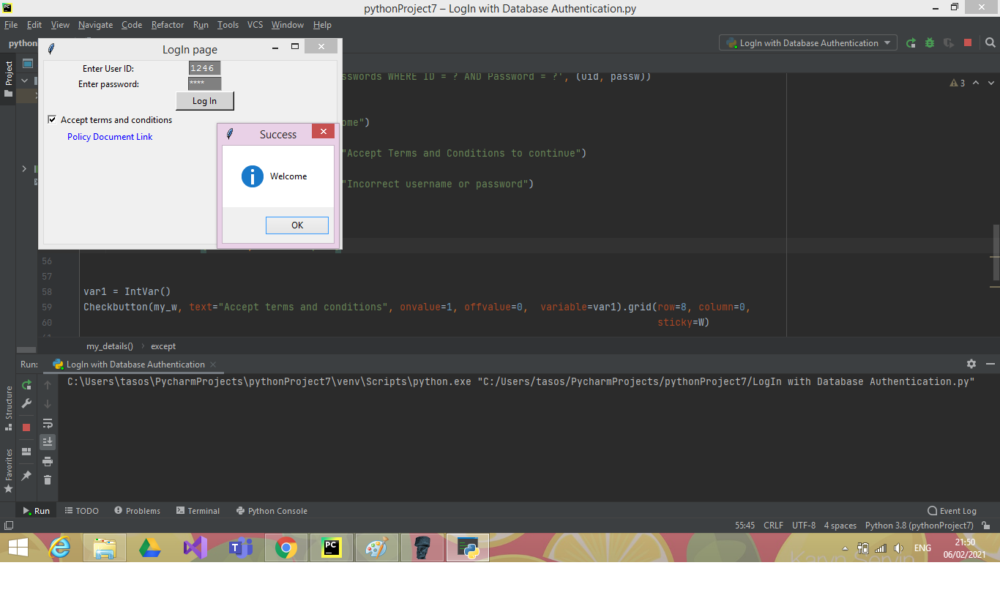 pythonProject7 – LogIn with Database Authentication.py
File Edit View Navigate Code Refactor Run Tools VCS Window Help
python
LogIn with Database Authentication
LogIn page
Enter User ID:
1246
Enter password:
****
Log In
Accept terms and conditions
Policy Document Link
Success
Welcome
OK
sswords WHERE ID = ? AND Password = ?', (uid, passw))
ome")
"Accept Terms and Conditions to continue")
"Incorrect username or password")
3
Project
56
57
58 var1 = IntVar()
59 Checkbutton(my_w, text="Accept terms and conditions", onvalue=1, offvalue=0, variable=var1).grid(row=8, column=0,
60 sticky=W)
my_details() › except
Run: LogIn with Database Authentication
C:\Users\tasos\PycharmProjects\pythonProject7\venv\Scripts\python.exe "C:/Users/tasos/PycharmProjects/pythonProject7/LogIn with Database Authentication.py"
Structure
Favorites
Run TODO Problems Terminal Python Console Event Log
55:45 CRLF UTF-8 4 spaces Python 3.8 (pythonProject7)
PC
ENG
21:50
06/02/2021